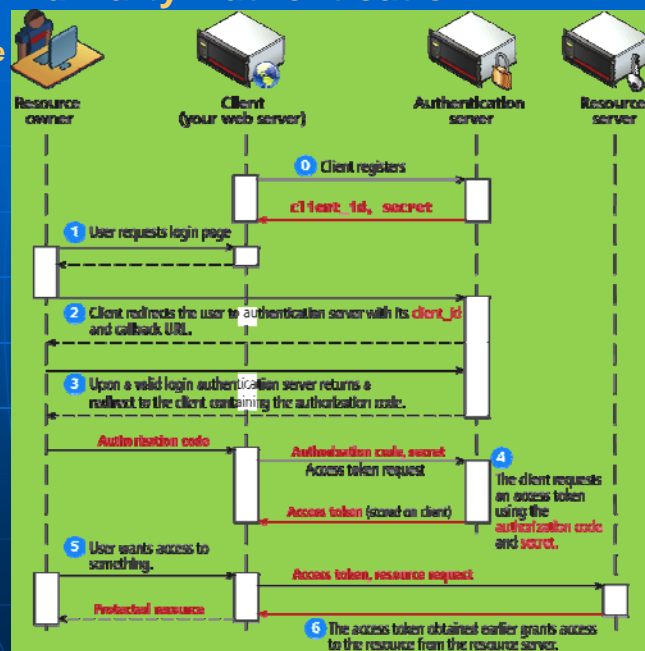 Resource
owner
Client
(your web server)
Authentication
server
Resource
server
0 Client registers
client_id, secret
1 User requests login page
2 Client redirects the user to authentication server with its client_id
and callback URL.
3 Upon a valid login authentication server returns a
redirect to the client containing the authorization code.
Authorization code
Authorization code, secret
Access token request
4
The client requests
an access token
using the
authorization code
and secret.
Access token (stored on client)
5 User wants access to
something.
Access token, resource request
Protected resource
6 The access token obtained earlier grants access
to the resource from the resource server.